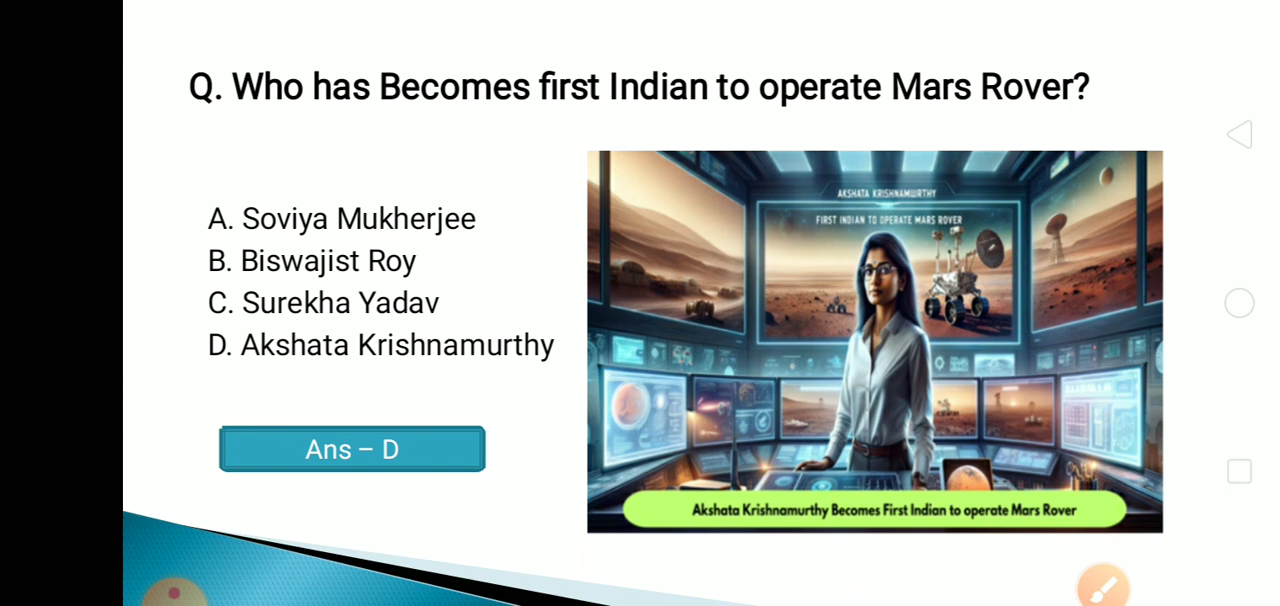 Q. Who has Becomes first Indian to operate Mars Rover?
A. Soviya Mukherjee
B. Biswajist Roy
C. Surekha Yadav
D. Akshata Krishnamurthy
Ans – D
AKSHATA KRISHNAMURTHY
FIRST INDIAN TO OPERATE MARS ROVER
Akshata Krishnamurthy Becomes First Indian to operate Mars Rover